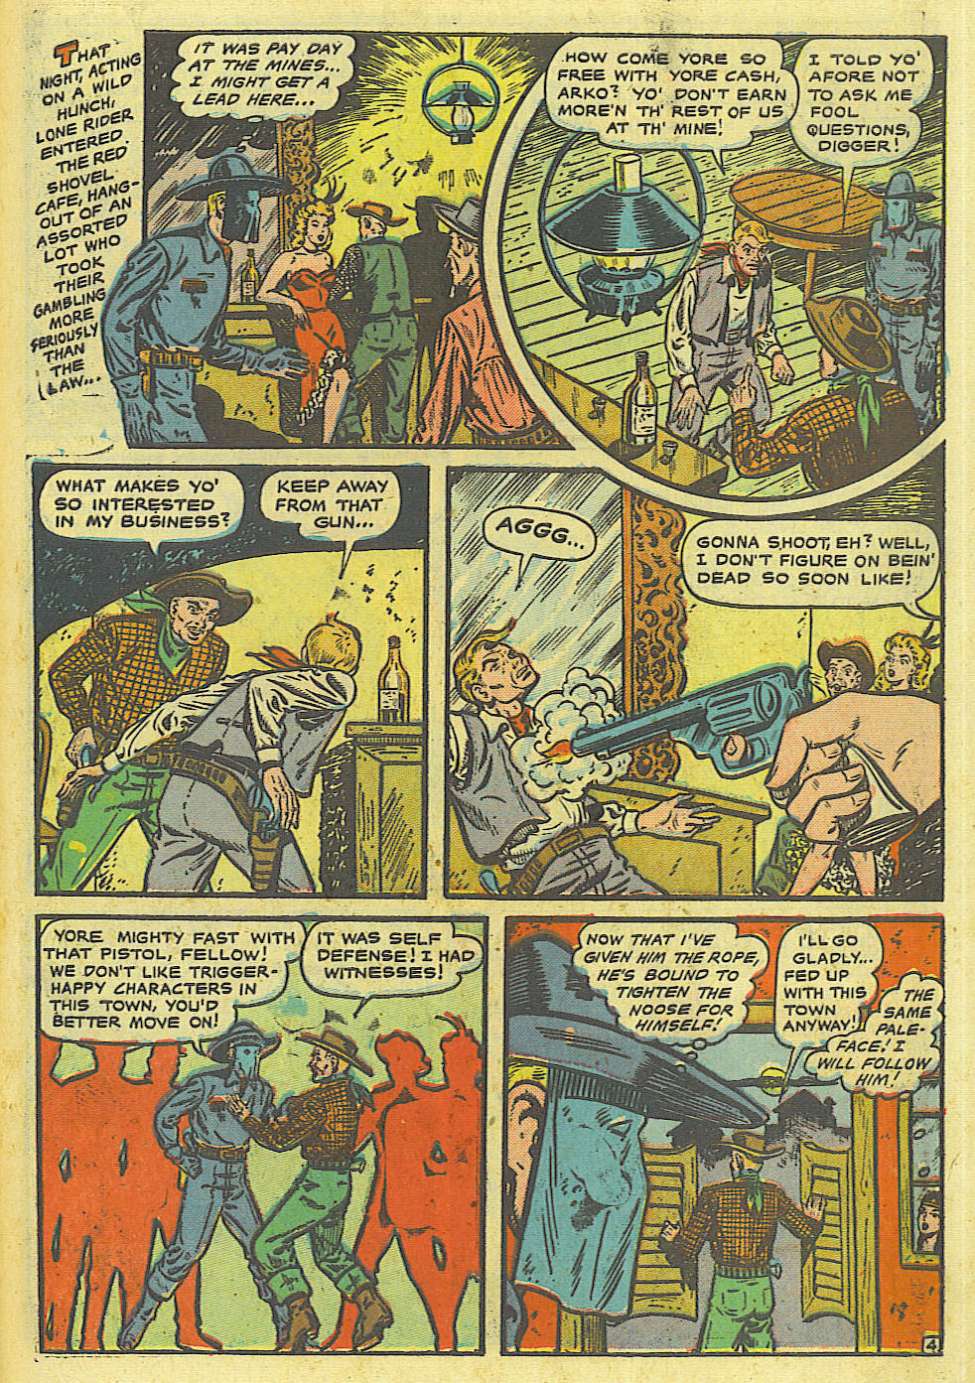 THAT
NIGHT, ACTING
ON A WILD
HUNCH,
LONE RIDER
ENTERED
THE RED
SHOVEL
CAFE, HANG-
OUT OF AN
ASSORTED
LOT WHO
TOOK
THEIR
GAMBLING
MORE
SERIOUSLY
THAN
THE
LAW...
IT WAS PAY DAY
AT THE MINES...
I MIGHT GET A
LEAD HERE...
HOW COME YORE SO
FREE WITH YORE CASH,
ARKO? YO' DON'T EARN
MORE'N TH' REST OF US
AT TH' MINE!
I TOLD YO'
AFORE NOT
TO ASK ME
FOOL
QUESTIONS,
DIGGER!
WHAT MAKES YO'
SO INTERESTED
IN MY BUSINESS?
KEEP AWAY
FROM THAT
GUN...
AGGG...
GONNA SHOOT, EH? WELL,
I DON'T FIGURE ON BEIN'
DEAD SO SOON LIKE!
YORE MIGHTY FAST WITH
THAT PISTOL, FELLOW!
WE DON'T LIKE TRIGGER-
HAPPY CHARACTERS IN
THIS TOWN, YOU'D
BETTER MOVE ON!
IT WAS SELF
DEFENSE! I HAD
WITNESSES!
NOW THAT I'VE
GIVEN HIM THE ROPE,
HE'S BOUND TO
TIGHTEN THE
NOOSE FOR
HIMSELF!
I'LL GO
GLADLY...
FED UP
WITH THIS
TOWN
ANYWAY!
THE
SAME
PALE-
FACE! I
WILL FOLLOW
HIM!
4